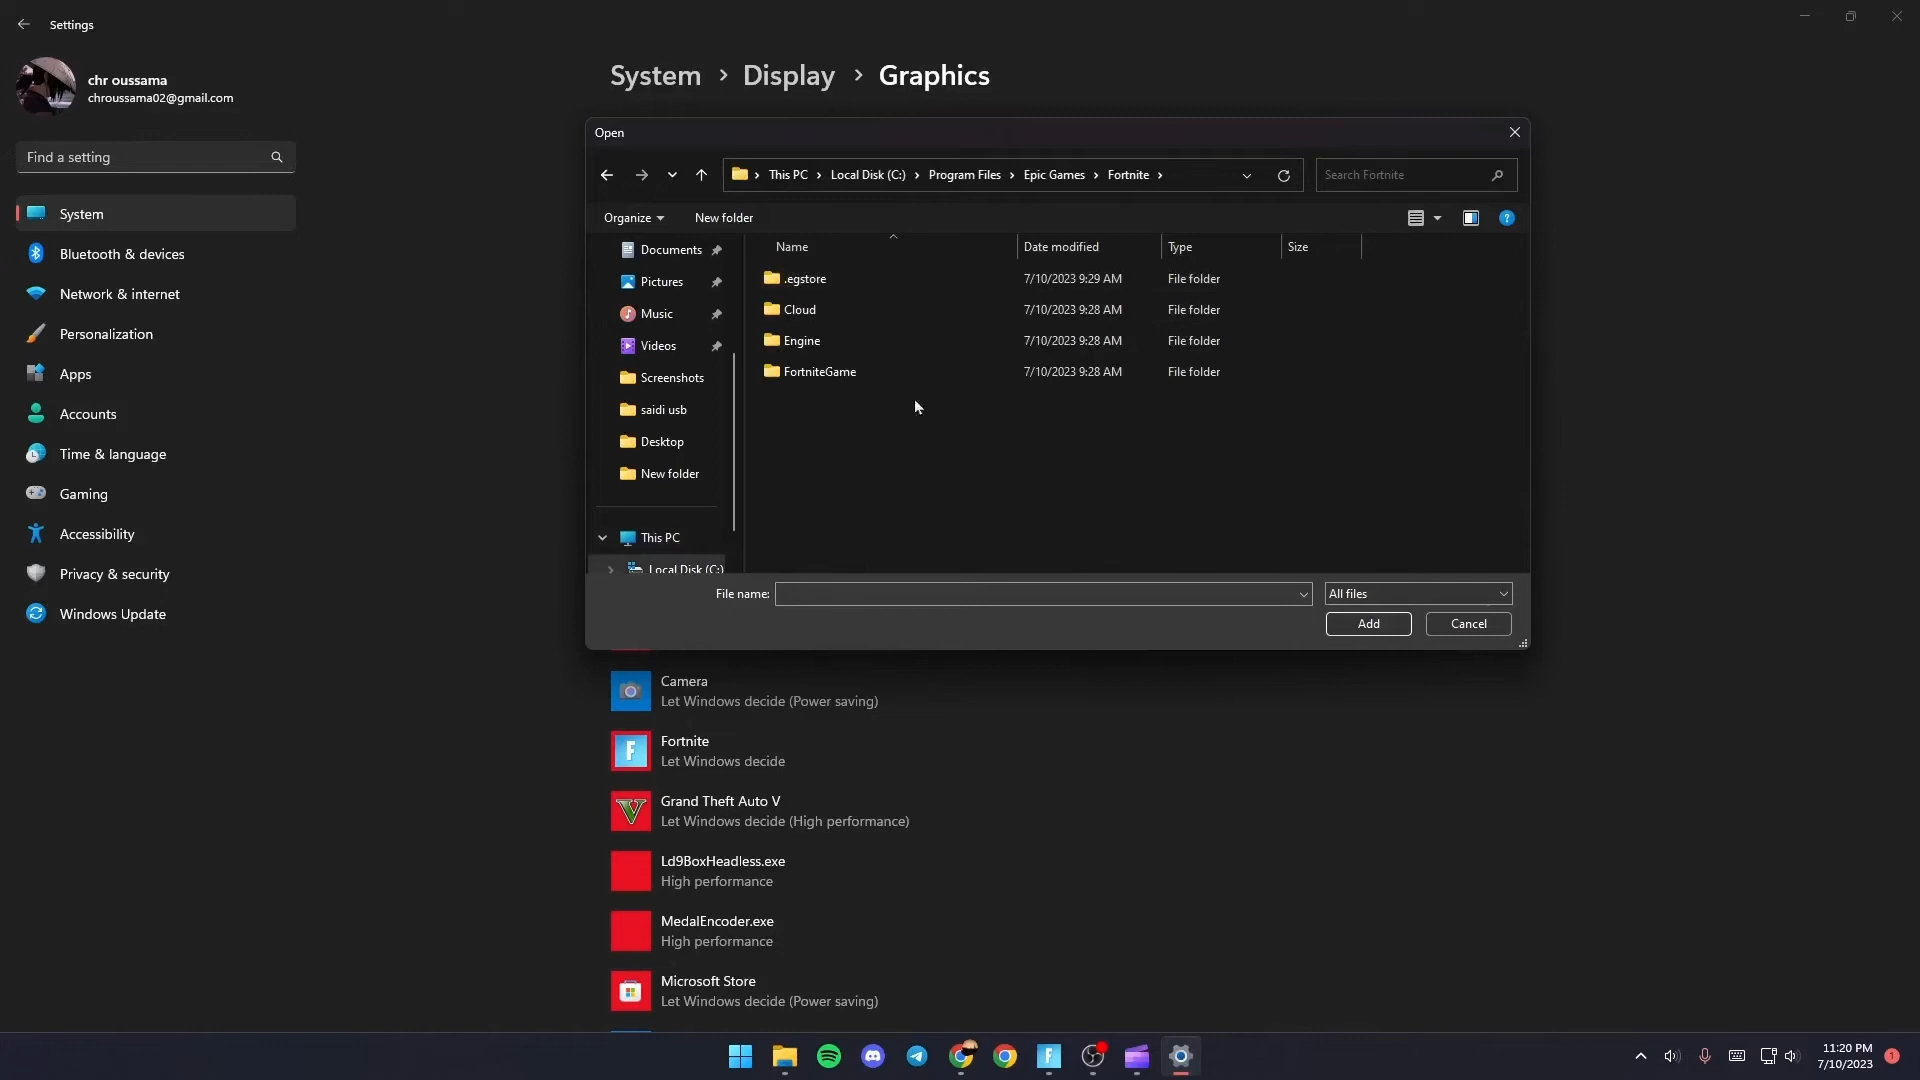 Settings
chr oussama
chroussama02@gmail.com
Find a setting
System
Bluetooth & devices
Network & internet
Personalization
Apps
Accounts
Time & language
Gaming
Accessibility
Privacy & security
Windows Update
System › Display › Graphics
Open
› This PC › Local Disk (C:) › Program Files › Epic Games › Fortnite ›
Search Fortnite
Organize
New folder
Documents
Pictures
Music
Videos
Screenshots
saidi usb
Desktop
New folder
This PC
Local Disk (C:)
Name Date modified Type Size
.egstore 7/10/2023 9:29 AM File folder
Cloud 7/10/2023 9:28 AM File folder
Engine 7/10/2023 9:28 AM File folder
FortniteGame 7/10/2023 9:28 AM File folder
File name:
All files
Add
Cancel
Camera
Let Windows decide (Power saving)
Fortnite
Let Windows decide
Grand Theft Auto V
Let Windows decide (High performance)
Ld9BoxHeadless.exe
High performance
MedalEncoder.exe
High performance
Microsoft Store
Let Windows decide (Power saving)
11:20 PM
7/10/2023
1